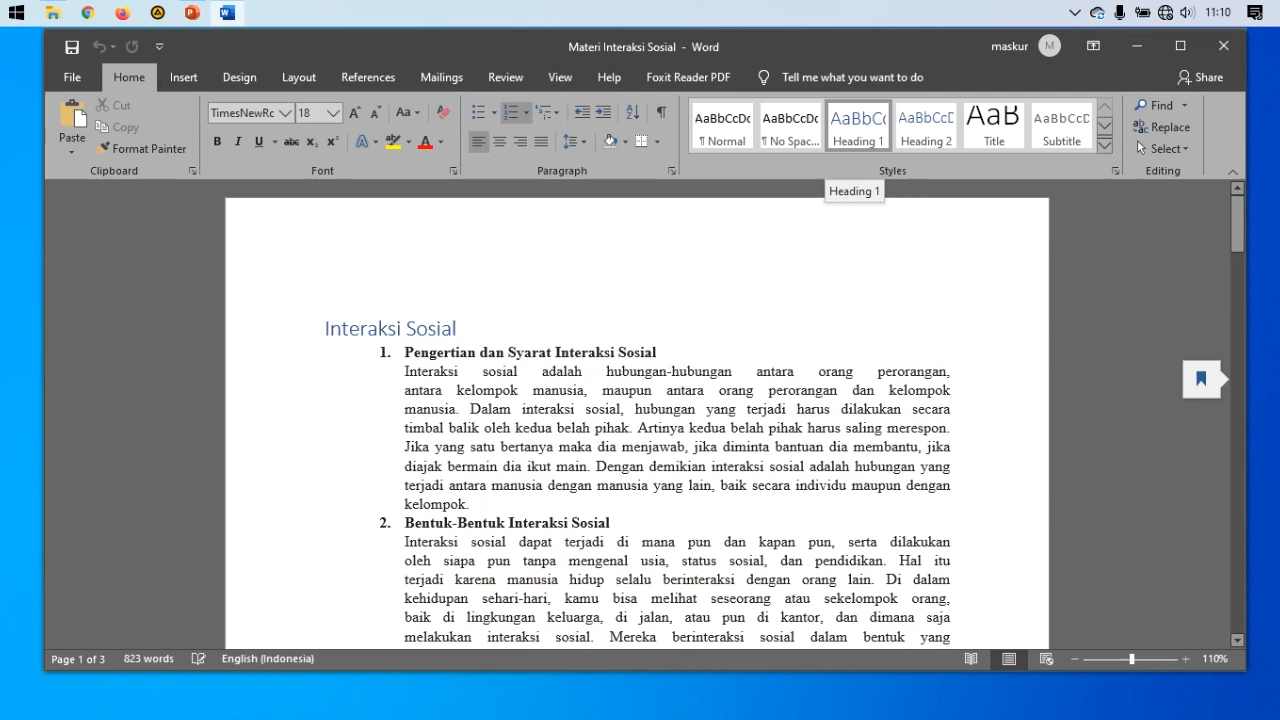 11:10
Materi Interaksi Sosial - Word
maskur
M
File Home Insert Design Layout References Mailings Review View Help Foxit Reader PDF Tell me what you want to do Share
Paste
Cut
Copy
Format Painter
Clipboard
TimesNewRc 18
Font
Paragraph
AaBbCcDc AaBbCcDc AaBbC AaBbCcD AaB AaBbCcD
¶ Normal ¶ No Spac... Heading 1 Heading 2 Title Subtitle
Styles
Find
Replace
Select
Editing
Heading 1
Interaksi Sosial
1. Pengertian dan Syarat Interaksi Sosial
Interaksi sosial adalah hubungan-hubungan antara orang perorangan,
antara kelompok manusia, maupun antara orang perorangan dan kelompok
manusia. Dalam interaksi sosial, hubungan yang terjadi harus dilakukan secara
timbal balik oleh kedua belah pihak. Artinya kedua belah pihak harus saling merespon.
Jika yang satu bertanya maka dia menjawab, jika diminta bantuan dia membantu, jika
diajak bermain dia ikut main. Dengan demikian interaksi sosial adalah hubungan yang
terjadi antara manusia dengan manusia yang lain, baik secara individu maupun dengan
kelompok.
2. Bentuk-Bentuk Interaksi Sosial
Interaksi sosial dapat terjadi di mana pun dan kapan pun, serta dilakukan
oleh siapa pun tanpa mengenal usia, status sosial, dan pendidikan. Hal itu
terjadi karena manusia hidup selalu berinteraksi dengan orang lain. Di dalam
kehidupan sehari-hari, kamu bisa melihat seseorang atau sekelompok orang,
baik di lingkungan keluarga, di jalan, atau pun di kantor, dan dimana saja
melakukan interaksi sosial. Mereka berinteraksi sosial dalam bentuk yang
Page 1 of 3 823 words English (Indonesia) 110%